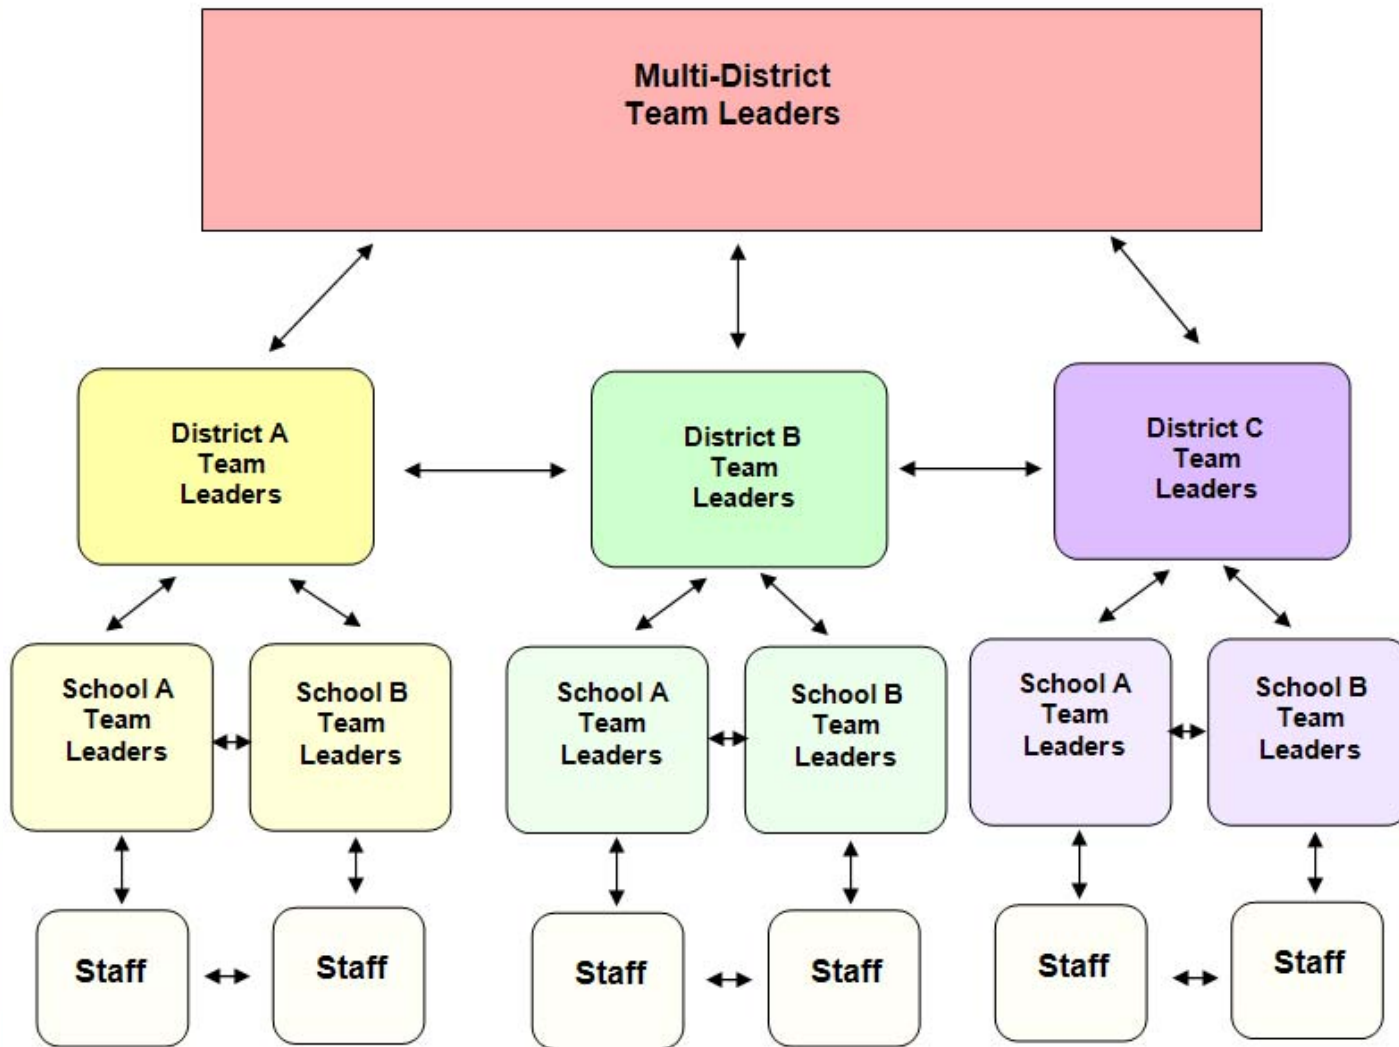 Multi-District
Team Leaders
District A
Team
Leaders
District B
Team
Leaders
District C
Team
Leaders
School A
Team
Leaders
School B
Team
Leaders
School A
Team
Leaders
School B
Team
Leaders
School A
Team
Leaders
School B
Team
Leaders
Staff
Staff
Staff
Staff
Staff
Staff